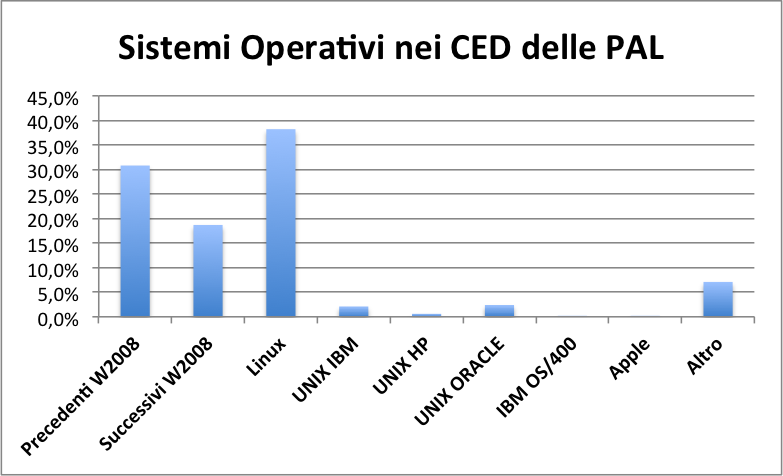 Sistemi Operativi nei CED delle PAL
45,0%
40,0%
35,0%
30,0%
25,0%
20,0%
15,0%
10,0%
5,0%
0,0%
Precedenti W2008
Successivi W2008
Linux
UNIX IBM
UNIX HP
UNIX ORACLE
IBM OS/400
Apple
Altro